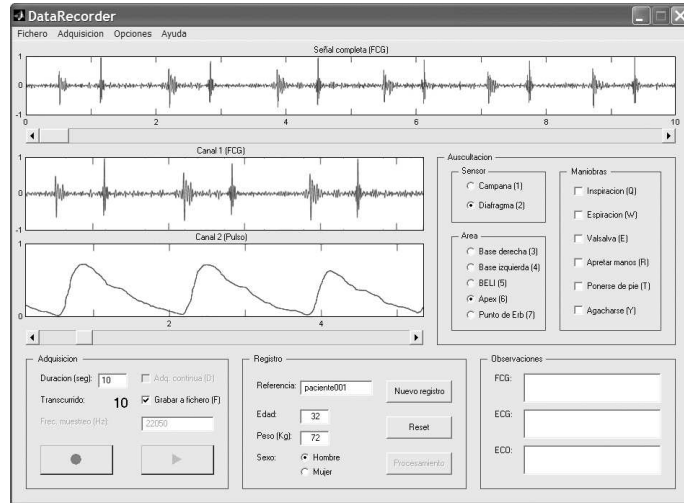 DataRecorder
Fichero Adquisicion Opciones Ayuda
Señal completa (FCG)
1
0
-1
0 2 4 6 8 10
Canal 1 (FCG)
1
0
-1
Canal 2 (Pulso)
1
0.5
0
2 4
Auscultacion
Sensor
Campana (1)
Diafragma (2)
Area
Base derecha (3)
Base izquierda (4)
BELI (5)
Apex (6)
Punto de Erb (7)
Maniobras
Inspiracion (Q)
Espiracion (W)
Valsalva (E)
Apretar manos (R)
Ponerse de pie (T)
Agacharse (Y)
Adquisicion
Duracion (seg): 10
Adq. continua (D)
Transcurrido: 10
Grabar a fichero (F)
Frec. muestreo (Hz): 22050
Registro
Referencia: paciente001
Nuevo registro
Edad: 32
Reset
Peso (Kg): 72
Sexo: Hombre
Mujer
Procesamiento
Observaciones
FCG:
ECG:
ECO: